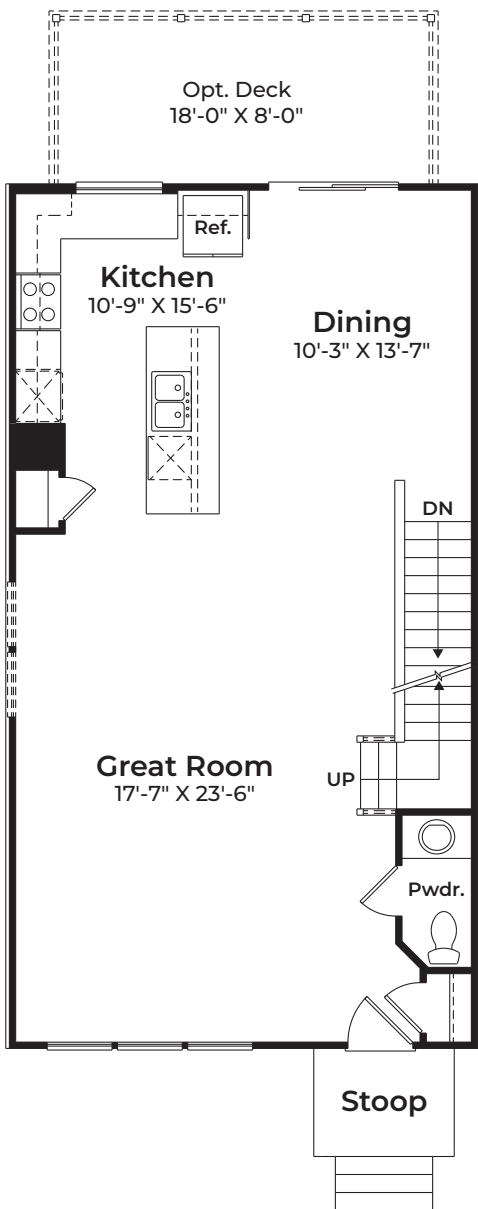 Opt. Deck
18'-0" X 8'-0"
Ref.
Kitchen
10'-9" X 15'-6"
Dining
10'-3" X 13'-7"
DN
Great Room
17'-7" X 23'-6"
UP
Pwdr.
Stoop